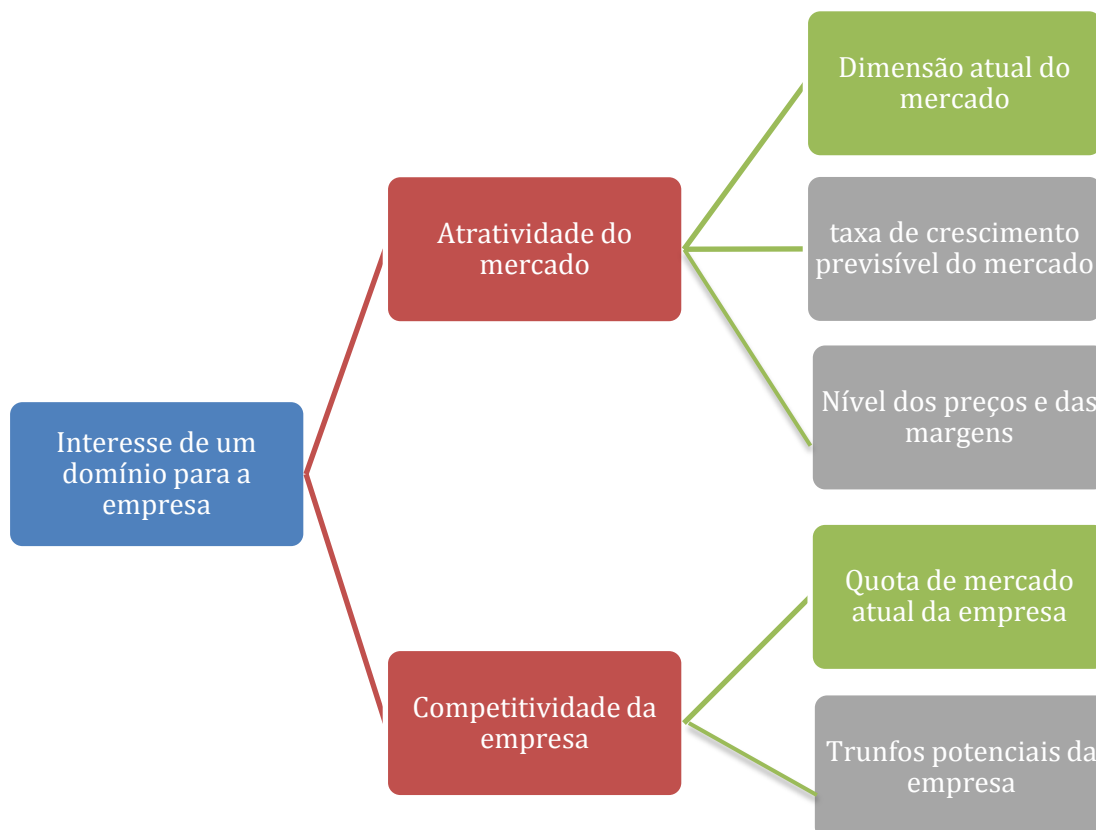 Dimensão atual do
mercado
Atratividade do
mercado
taxa de crescimento
previsível do mercado
Nível dos preços e das
margens
Interesse de um
domínio para a
empresa
Quota de mercado
atual da empresa
Competitividade da
empresa
Trunfos potenciais da
empresa